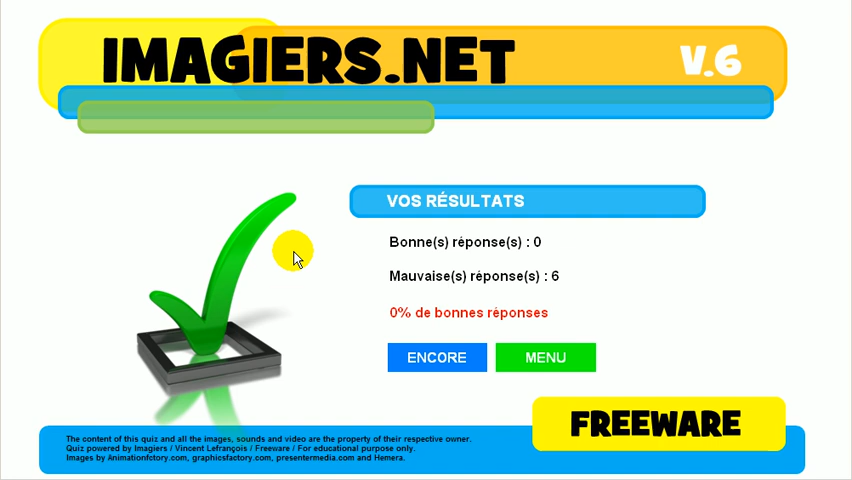 IMAGIERS.NET
V.6
VOS RÉSULTATS
Bonne(s) réponse(s) : 0
Mauvaise(s) réponse(s) : 6
0% de bonnes réponses
ENCORE
MENU
FREEWARE
The content of this quiz and all the images, sounds and video are the property of their respective owner.
Quiz powered by Imagiers / Vincent Lefrançois / Freeware / For educational purpose only.
Images by Animationfctory.com, graphicsfactory.com, presentermedia.com and Hemera.